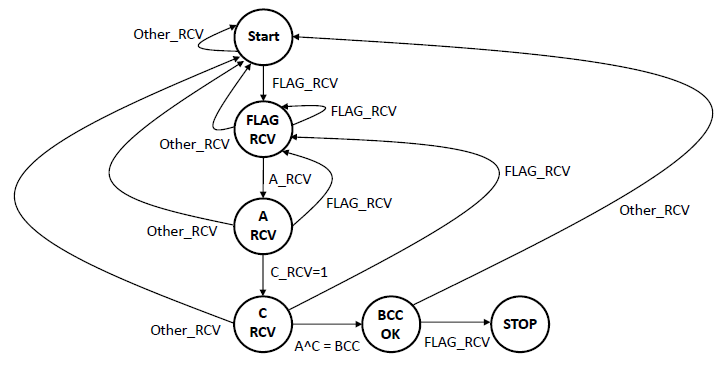 Other_RCV
Start
FLAG_RCV
FLAG
RCV
FLAG_RCV
Other_RCV
A_RCV
FLAG_RCV
FLAG_RCV
A
RCV
Other_RCV
Other_RCV
C_RCV=1
C
RCV
BCC
OK
STOP
Other_RCV
A^C = BCC
FLAG_RCV